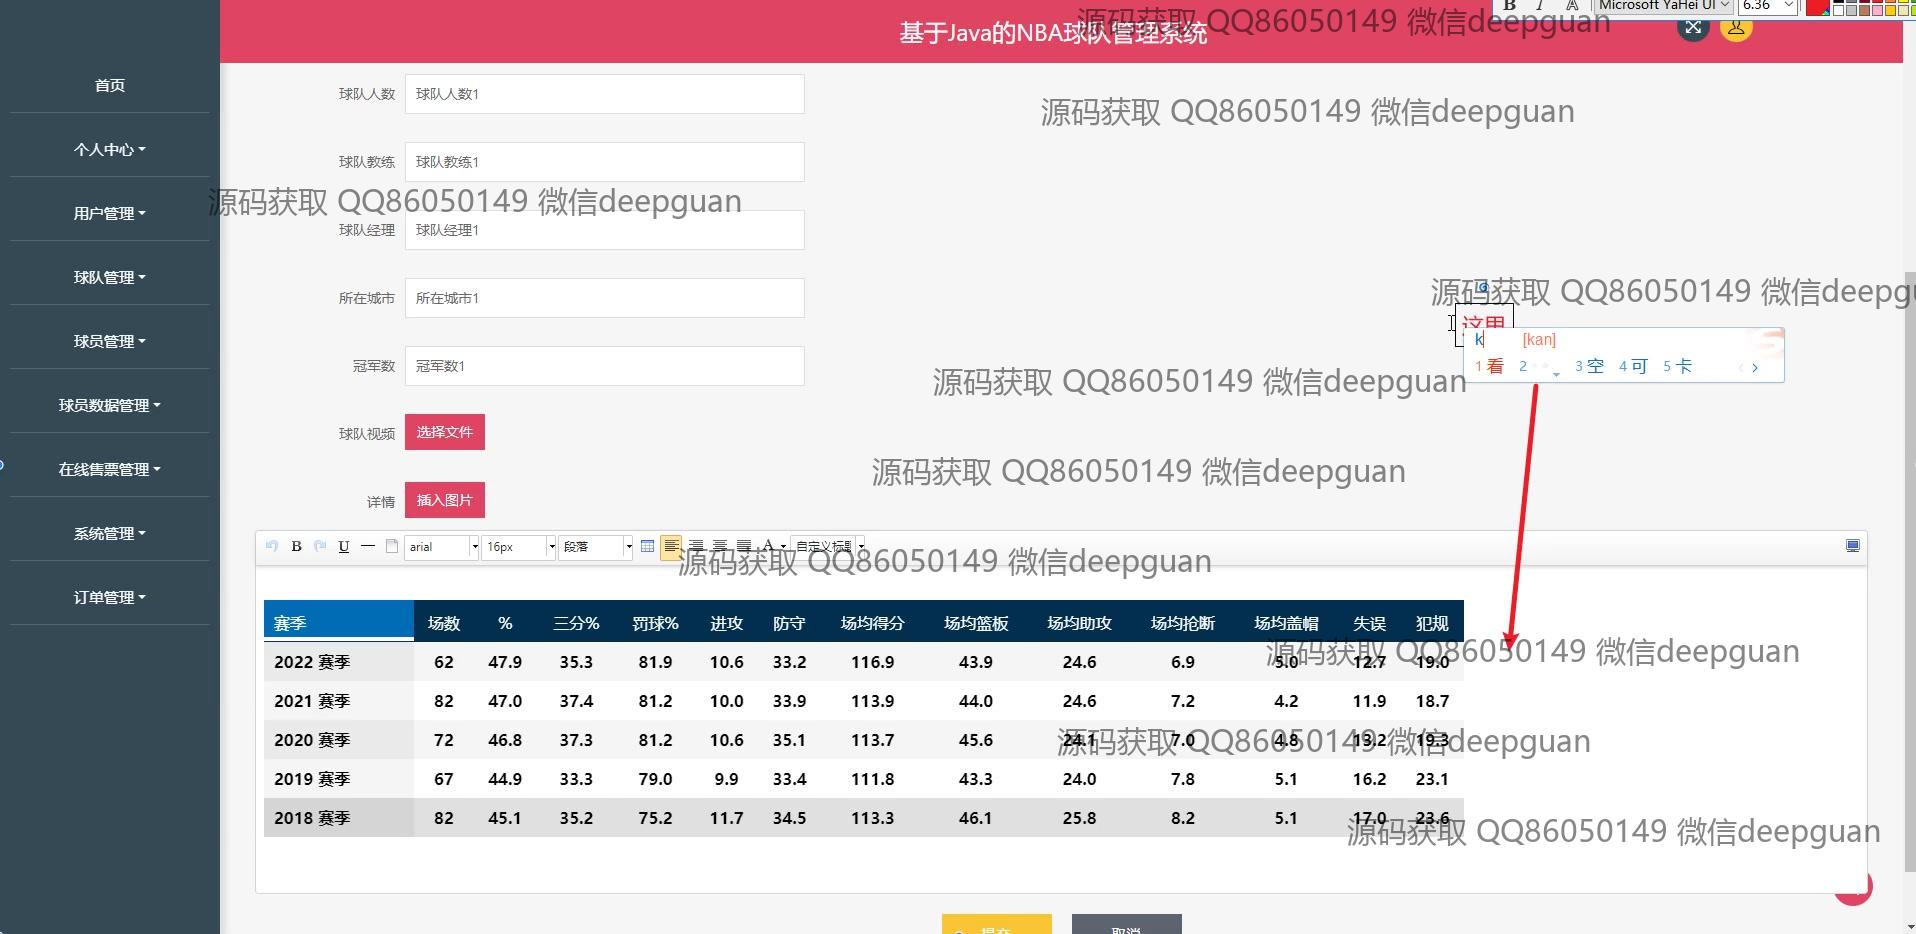 B I A Microsoft YaHei UI 6.36
基于Java的NBA球队管理系统
源码获取 QQ86050149 微信deepguan
首页
个人中心
用户管理
球队管理
球员管理
球员数据管理
在线售票管理
系统管理
订单管理
球队人数 球队人数1
源码获取 QQ86050149 微信deepguan
球队教练 球队教练1
源码获取 QQ86050149 微信deepguan
球队经理 球队经理1
所在城市 所在城市1
源码获取 QQ86050149 微信deepgu
这里
k [kan]
1 看 2 3 空 4 可 5 卡
冠军数 冠军数1
源码获取 QQ86050149 微信deepguan
球队视频 选择文件
源码获取 QQ86050149 微信deepguan
详情 插入图片
B U arial 16px 段落 A 自定义标题
源码获取 QQ86050149 微信deepguan
赛季 场数 % 三分% 罚球% 进攻 防守 场均得分 场均篮板 场均助攻 场均抢断 场均盖帽 失误 犯规
2022 赛季 62 47.9 35.3 81.9 10.6 33.2 116.9 43.9 24.6 6.9 5.0 12.7 19.0
源码获取 QQ86050149 微信deepguan
2021 赛季 82 47.0 37.4 81.2 10.0 33.9 113.9 44.0 24.6 7.2 4.2 11.9 18.7
2020 赛季 72 46.8 37.3 81.2 10.6 35.1 113.7 45.6 24.1 7.0 4.8 13.2 19.3
源码获取 QQ86050149 微信deepguan
2019 赛季 67 44.9 33.3 79.0 9.9 33.4 111.8 43.3 24.0 7.8 5.1 16.2 23.1
2018 赛季 82 45.1 35.2 75.2 11.7 34.5 113.3 46.1 25.8 8.2 5.1 17.0 23.6
源码获取 QQ86050149 微信deepguan
提交 取消